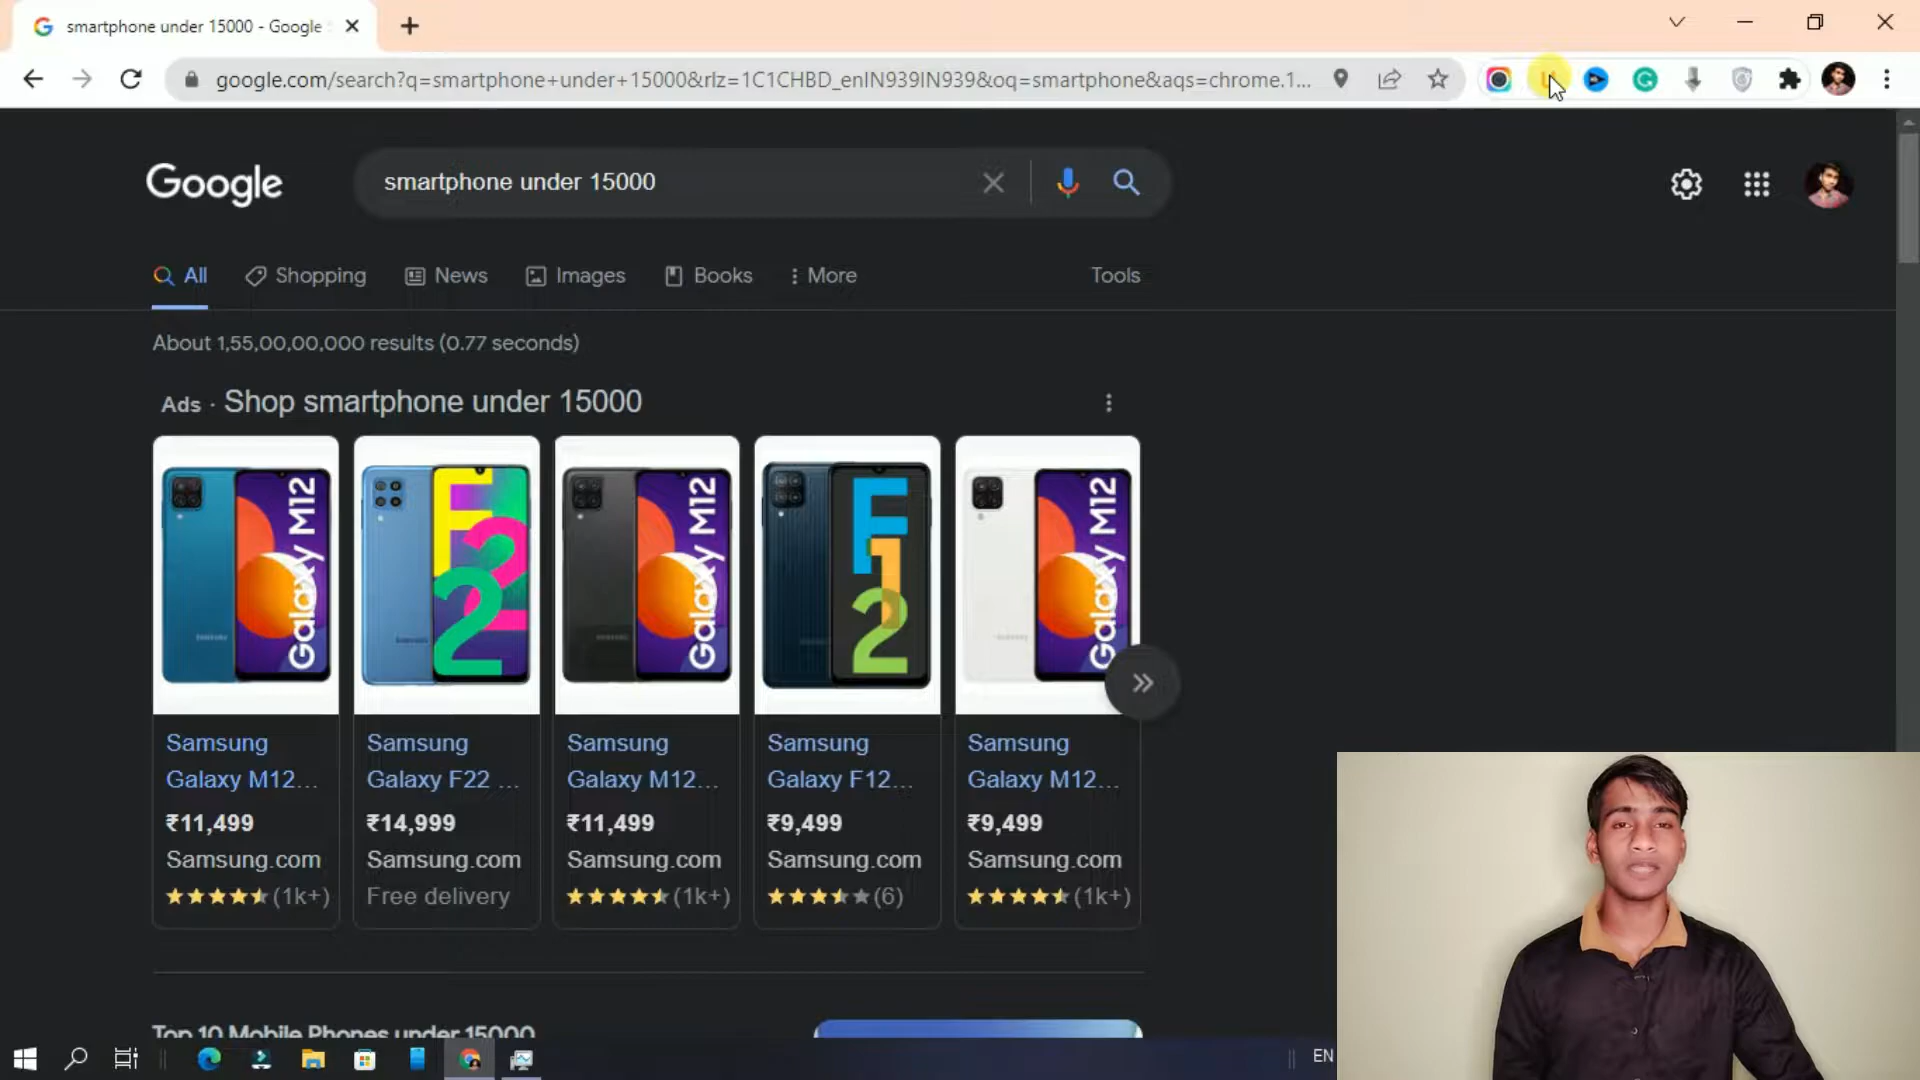 smartphone under 15000 - Google
google.com/search?q=smartphone+under+15000&rlz=1C1CHBD_enIN939IN939&oq=smartphone&aqs=chrome.1...
Google
smartphone under 15000
All
Shopping
News
Images
Books
More
Tools
About 1,55,00,00,000 results (0.77 seconds)
Ads · Shop smartphone under 15000
Galaxy M12
F22
Galaxy M12
F12
Galaxy M12
Samsung
Galaxy M12...
₹11,499
Samsung.com
(1k+)
Samsung
Galaxy F22 ...
₹14,999
Samsung.com
Free delivery
Samsung
Galaxy M12...
₹11,499
Samsung.com
(1k+)
Samsung
Galaxy F12...
₹9,499
Samsung.com
(6)
Samsung
Galaxy M12...
₹9,499
Samsung.com
(1k+)
Top 10 Mobile Phones under 15000
EN